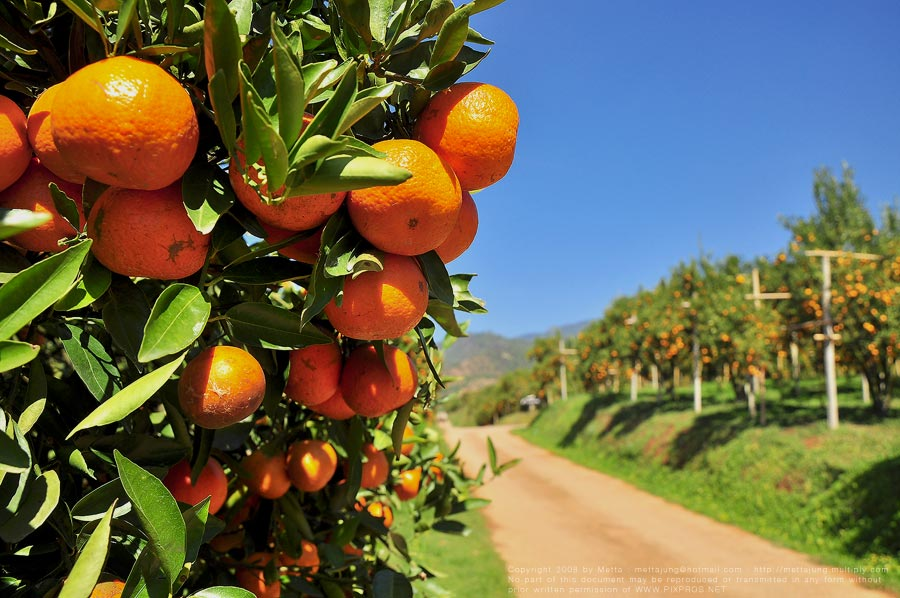 Copyright 2008 by Metta - mettajung@hotmail.com - http://mettajung.multiply.com
No-part of this document may be reproduced or transmitted in any form without
prior written permission of WWW.PIXPROS.NET